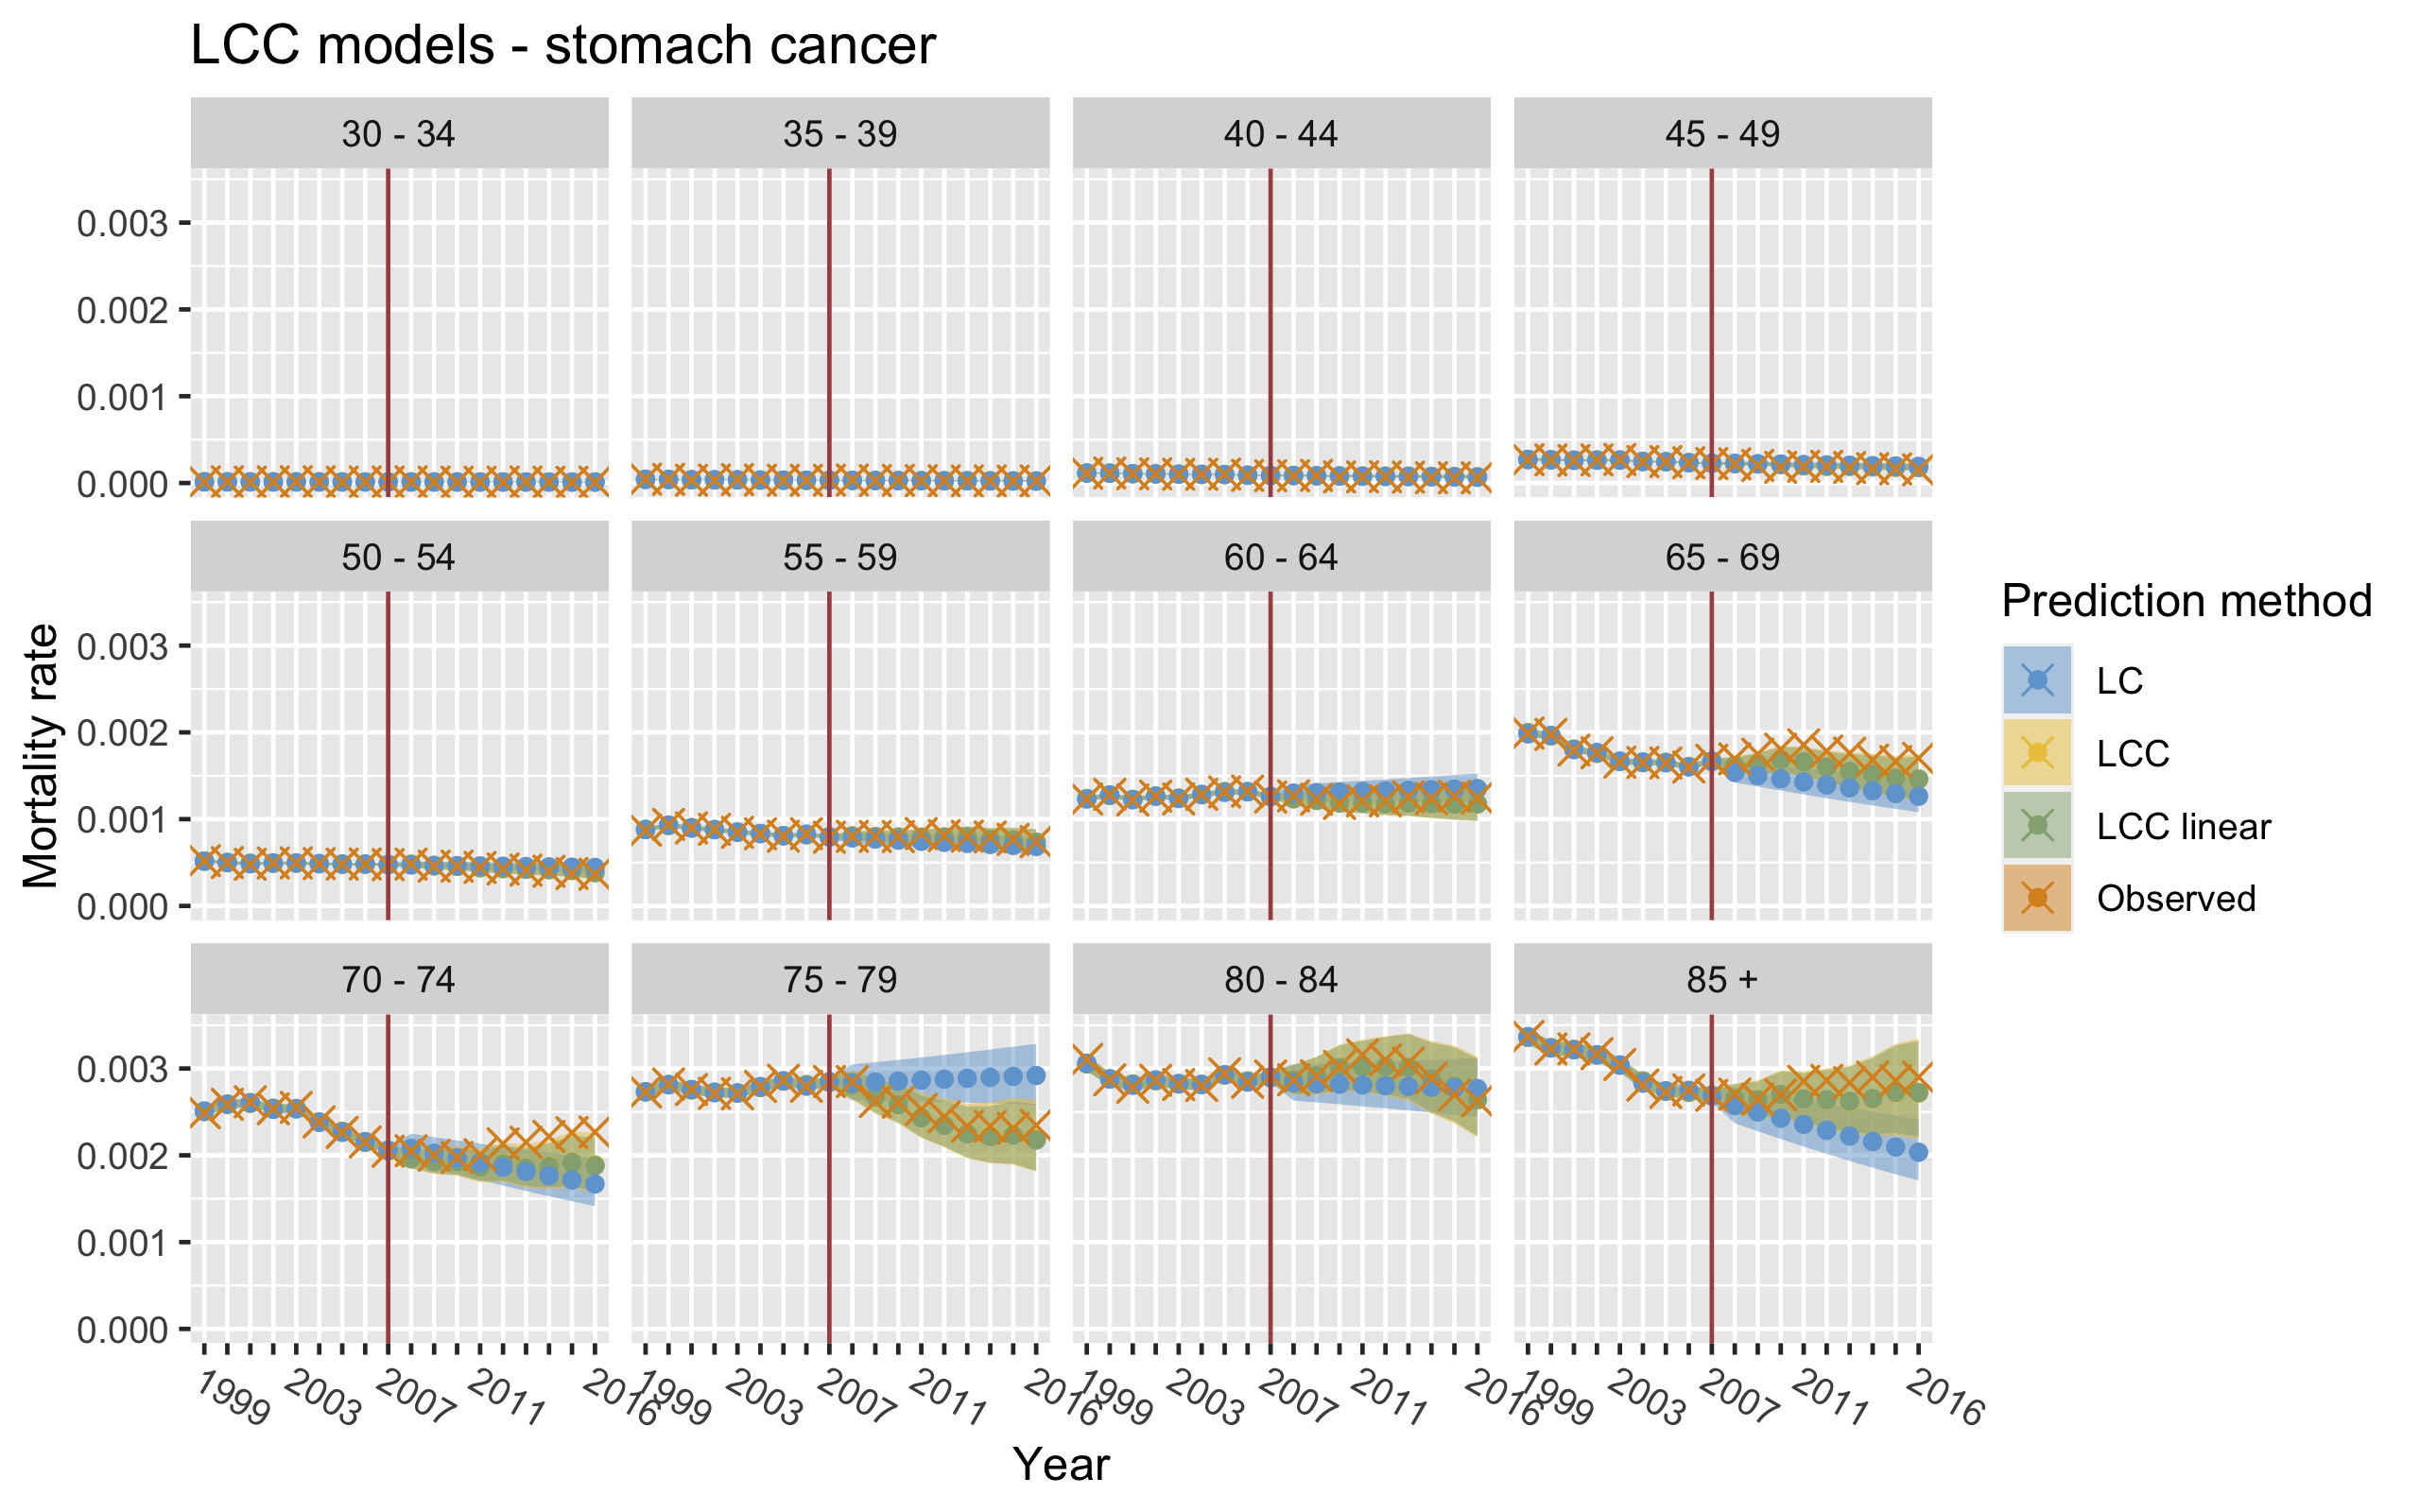 LCC models - stomach cancer
30 - 34
35 - 39
40 - 44
45 - 49
0.003
0.002
0.001
0.000
50 - 54
55 - 59
60 - 64
65 - 69
0.003
0.002
0.001
0.000
70 - 74
75 - 79
80 - 84
85 +
0.003
0.002
0.001
0.000
1999 2003 2007 2011 2016
1999 2003 2007 2011 2016
1999 2003 2007 2011 2016
1999 2003 2007 2011 2016
Year
Mortality rate
Prediction method
LC
LCC
LCC linear
Observed